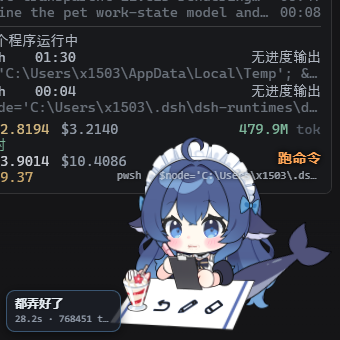 ine the pet work-state model and… 00:08
个程序运行中
h 01:30 无进度输出
'C:\Users\x1503\AppData\Local\Temp'; &…
h 00:04 无进度输出
de='C:\Users\x1503\.dsh\dsh-runtimes\d…
2.8194 $3.2140 479.9M tok
时
3.9014 $10.4086 跑命令
9.37 pwsh · $node='C:\Users\x1503\.ds…
都弄好了
28.2s · 768451 t…